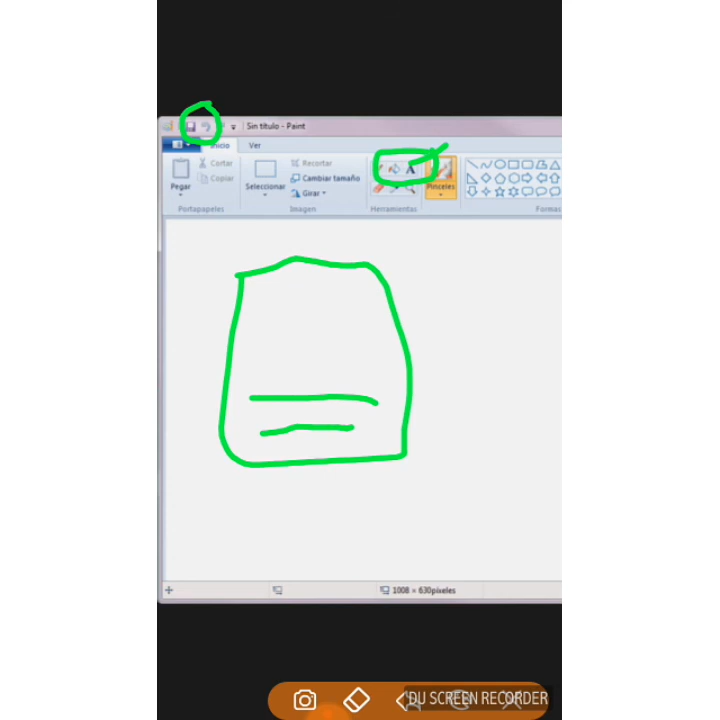 Sin título - Paint
Inicio
Ver
Pegar
Cortar
Copiar
Portapapeles
Seleccionar
Recortar
Cambiar tamaño
Girar
Imagen
Herramientas
Pinceles
Formas
1008 × 630píxeles
DU SCREEN RECORDER